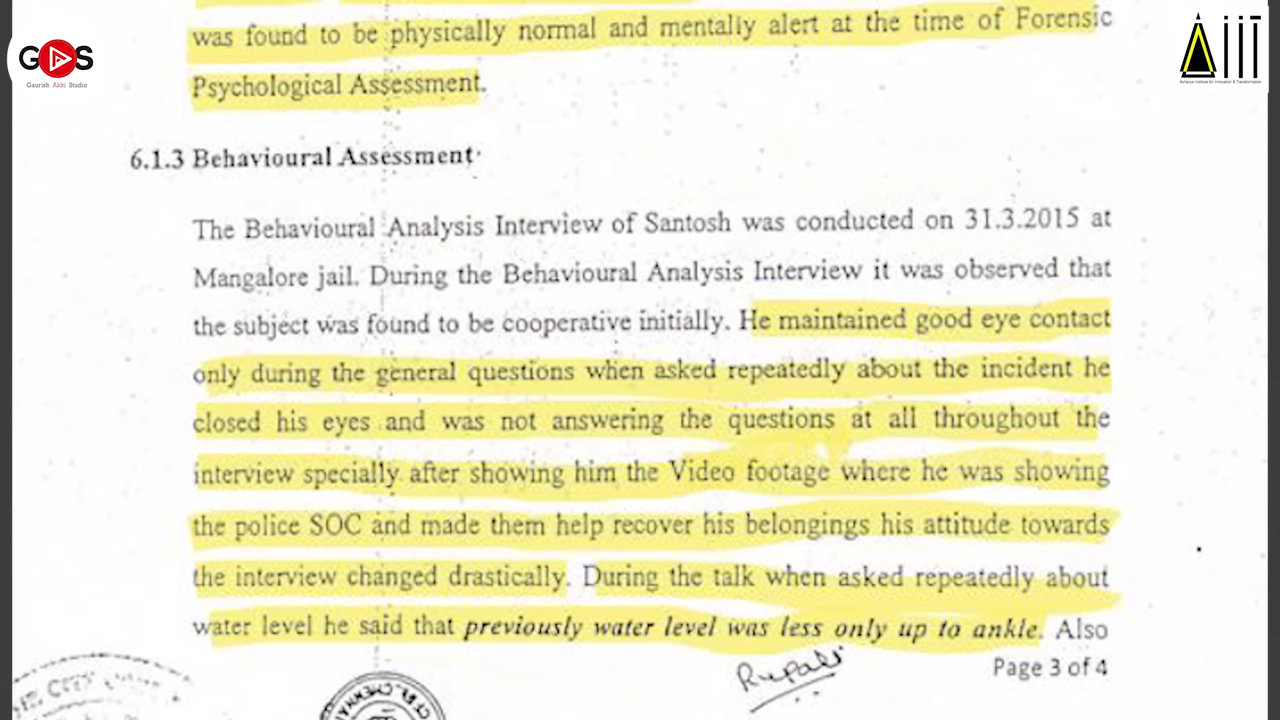 was found to be physically normal and mentally alert at the time of Forensic
Psychological Assessment.
GAS
Gaurish Akki Studio
AIIT
Acharya Institute for Innovation & Transformation
6.1.3 Behavioural Assessment
The Behavioural Analysis Interview of Santosh was conducted on 31.3.2015 at
Mangalore jail. During the Behavioural Analysis Interview it was observed that
the subject was found to be cooperative initially. He maintained good eye contact
only during the general questions when asked repeatedly about the incident he
closed his eyes and was not answering the questions at all throughout the
interview specially after showing him the Video footage where he was showing
the police SOC and made them help recover his belongings his attitude towards
the interview changed drastically. During the talk when asked repeatedly about
water level he said that previously water level was less only up to ankle. Also
Rupali
Page 3 of 4
CHENNAI